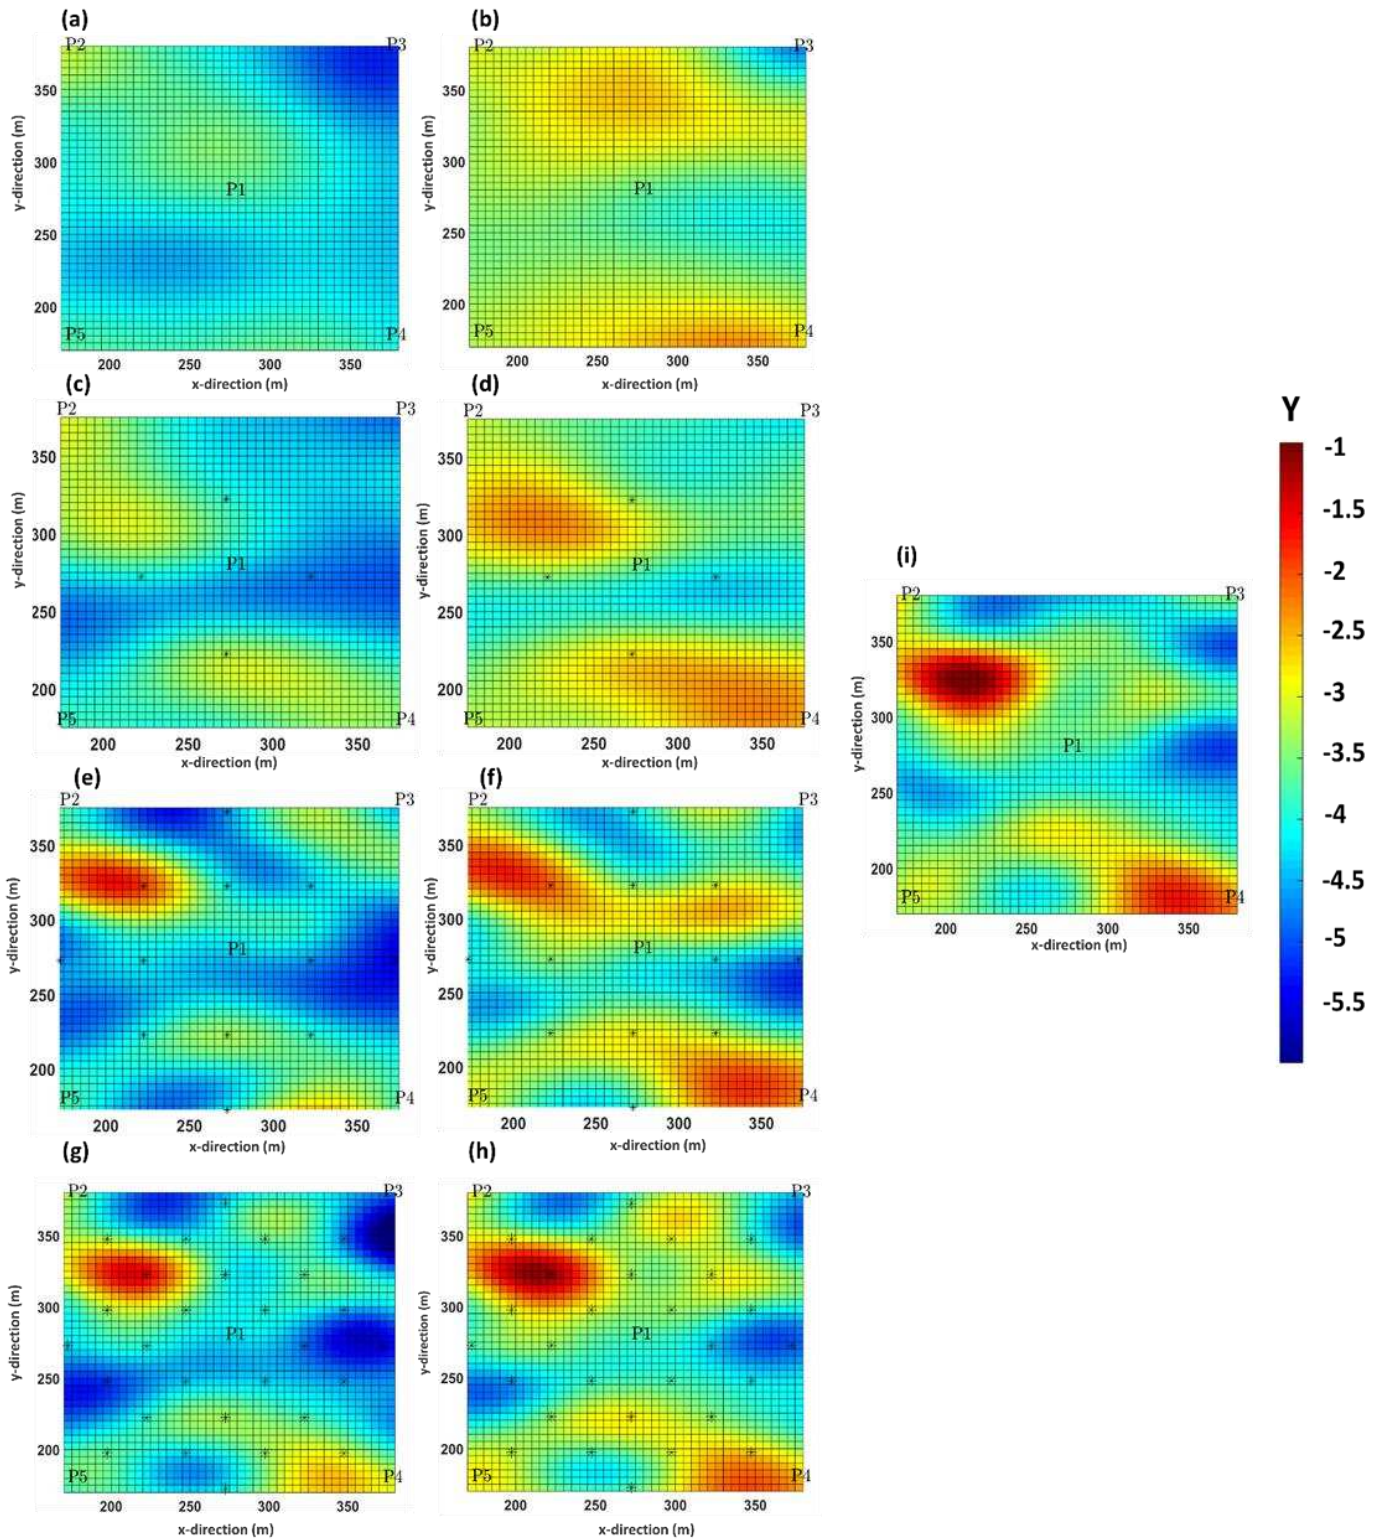 (a) (b)
P2 P3 P2 P3
350 350
300 300
P1 P1
250 250
200 200
P5 P4 P5 P4
y-direction (m) y-direction (m)
200 250 300 350 200 250 300 350
x-direction (m) x-direction (m)
(c) (d)
P2 P3 P2 P3
350 350
300 300
P1 P1
250 250
200 200
P5 P4 P5 P4
y-direction (m) y-direction (m)
200 250 300 350 200 250 300 350
x-direction (m) x-direction (m)
(e) (f)
P2 P3 P2 P3
350 350
300 300
P1 P1
250 250
200 200
P5 P4 P5 P4
y-direction (m) y-direction (m)
200 250 300 350 200 250 300 350
x-direction (m) x-direction (m)
(g) (h)
P2 P3 P2 P3
350 350
300 300
P1 P1
250 250
200 200
P5 P4 P5 P4
y-direction (m) y-direction (m)
200 250 300 350 200 250 300 350
x-direction (m) x-direction (m)
(i)
P2 P3
350
300
P1
250
200
P5 P4
y-direction (m)
200 250 300 350
x-direction (m)
Y
-1
-1.5
-2
-2.5
-3
-3.5
-4
-4.5
-5
-5.5